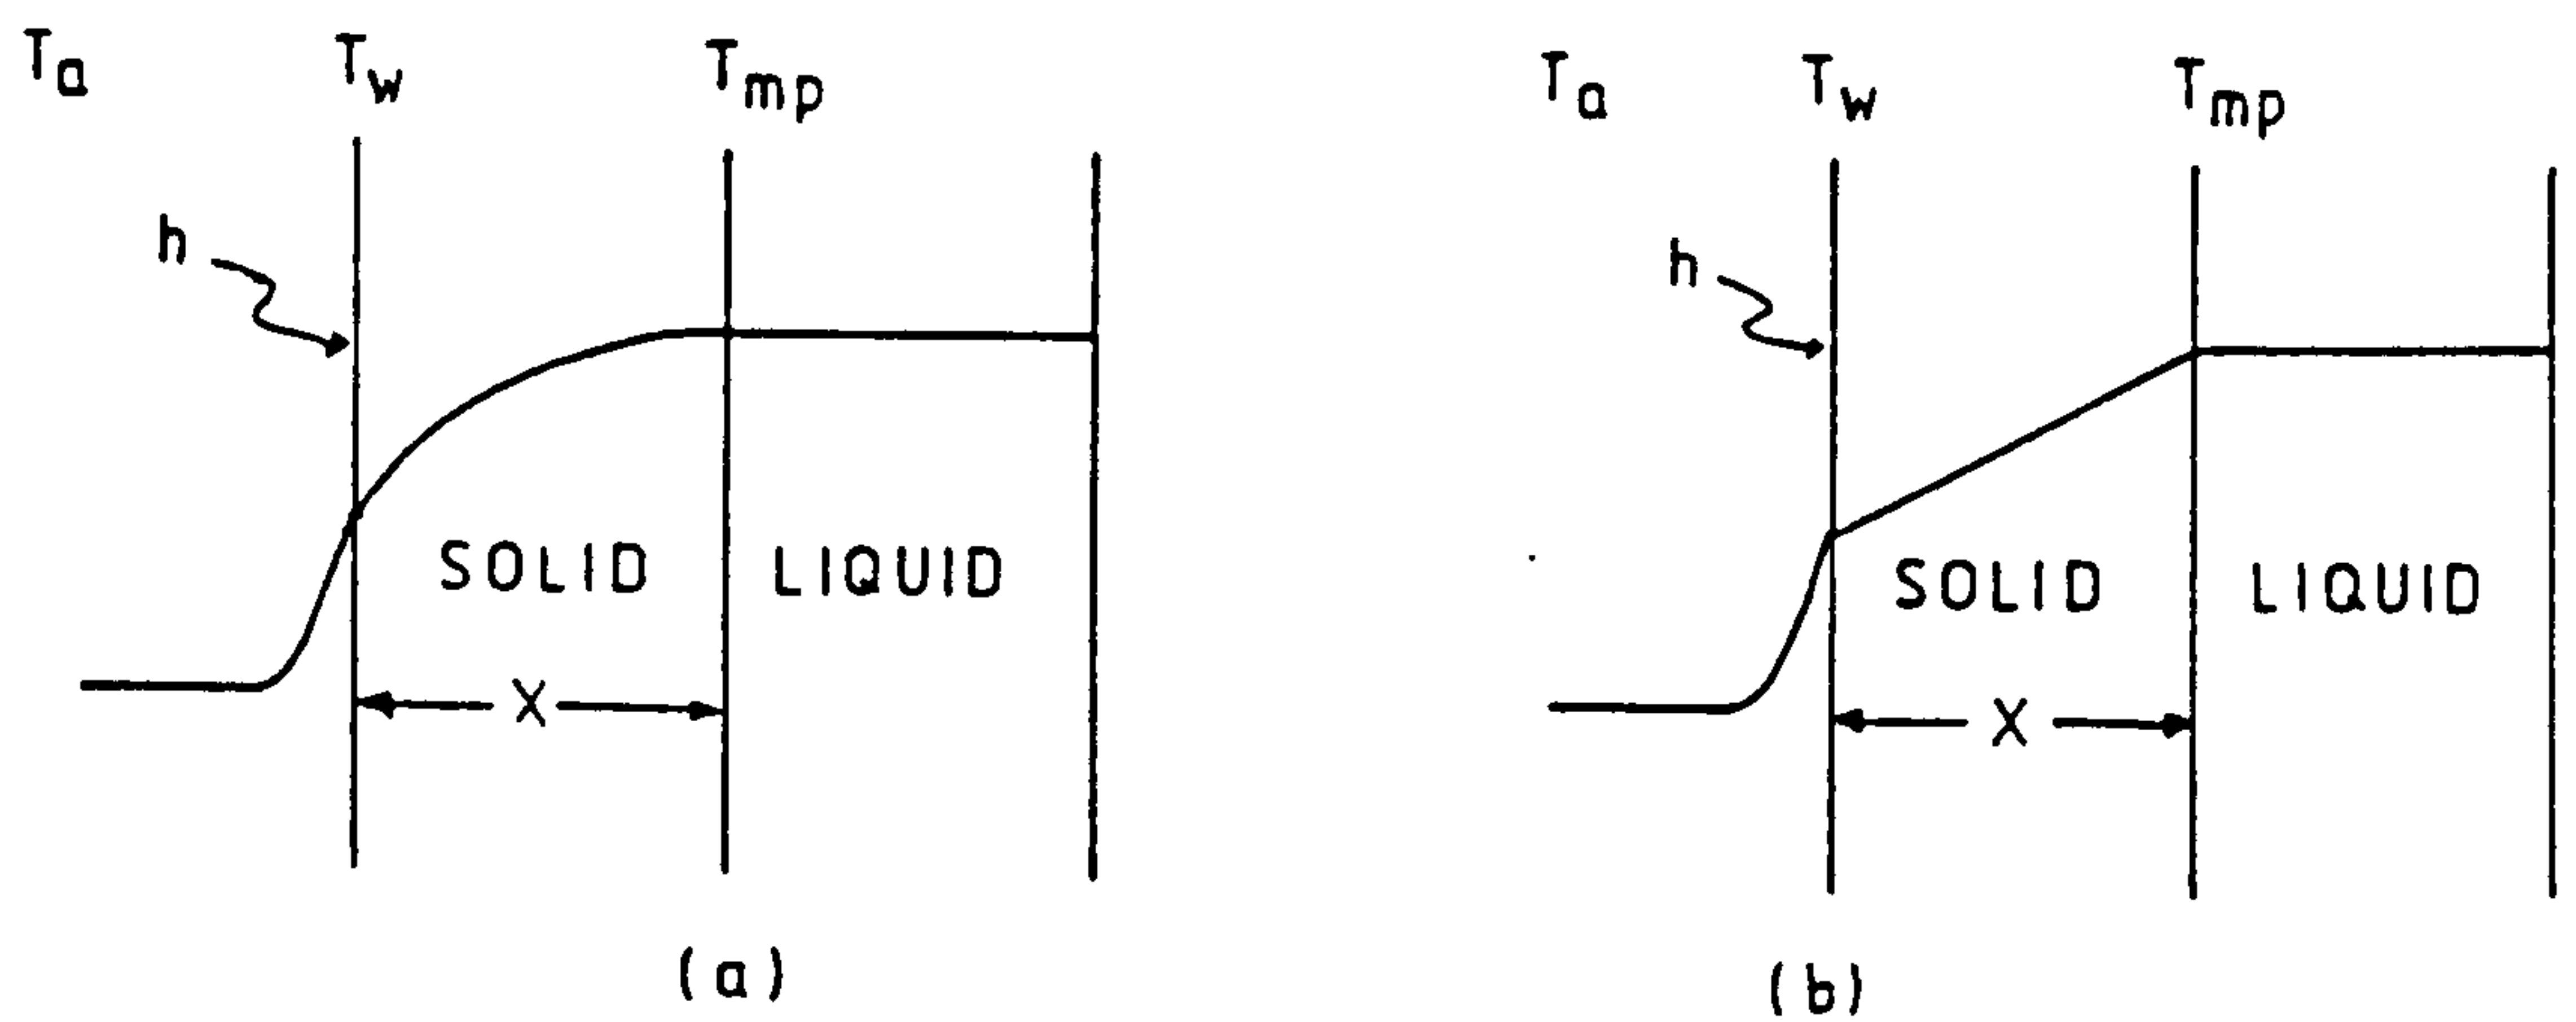 Ta Tw Tmp
h
SOLID LIQUID
X
(a)
Ta Tw Tmp
h
SOLID LIQUID
X
(b)